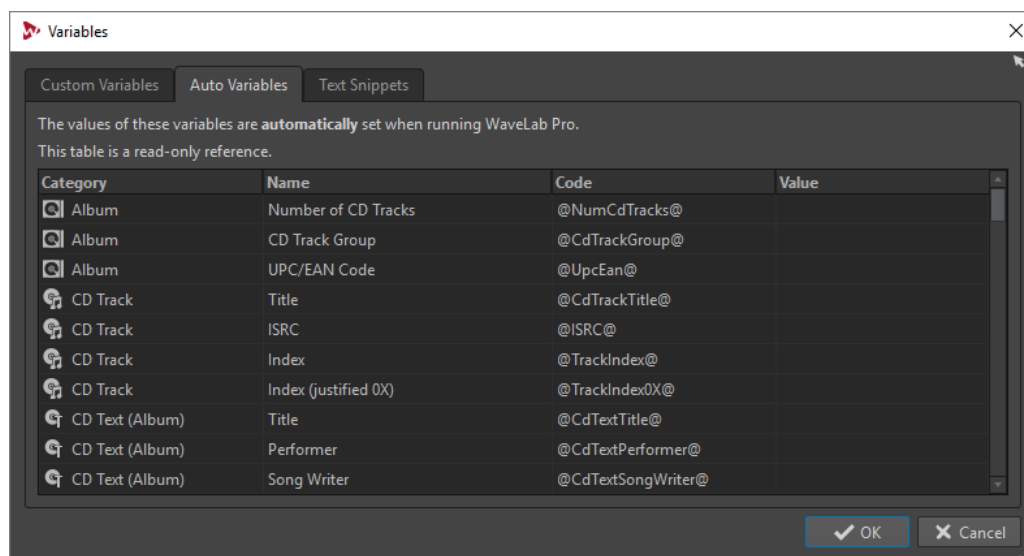 Variables
Custom Variables Auto Variables Text Snippets
The values of these variables are automatically set when running WaveLab Pro.
This table is a read-only reference.
Category Name Code Value
Album Number of CD Tracks @NumCdTracks@
Album CD Track Group @CdTrackGroup@
Album UPC/EAN Code @UpcEan@
CD Track Title @CdTrackTitle@
CD Track ISRC @ISRC@
CD Track Index @TrackIndex@
CD Track Index (justified 0X) @TrackIndex0X@
CD Text (Album) Title @CdTextTitle@
CD Text (Album) Performer @CdTextPerformer@
CD Text (Album) Song Writer @CdTextSongWriter@
OK Cancel